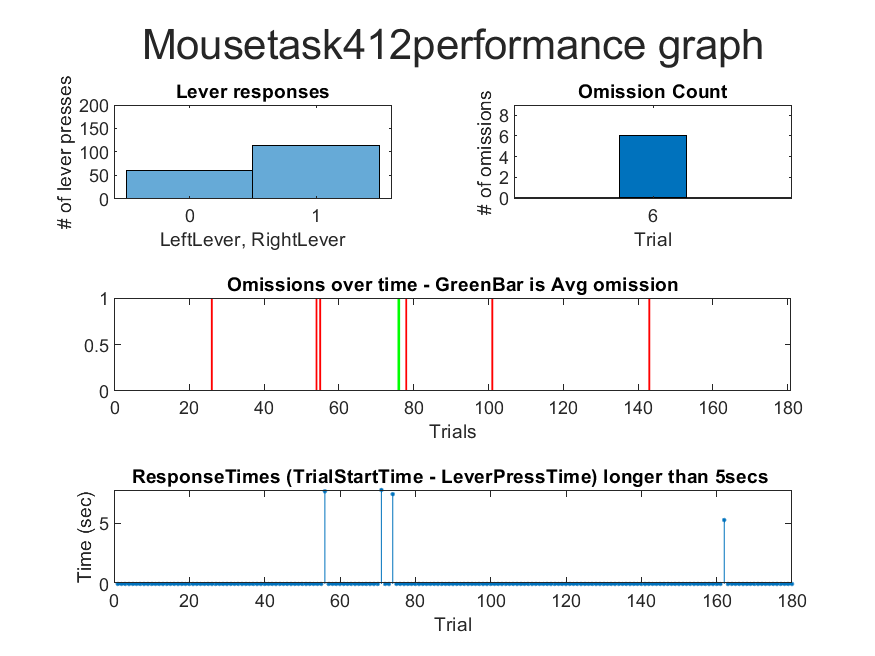 Mousetask412performance graph
Lever responses
# of lever presses
200
150
100
50
0
0 1
LeftLever, RightLever
Omission Count
# of omissions
8
6
4
2
0
6
Trial
Omissions over time - GreenBar is Avg omission
1
0.5
0
0 20 40 60 80 100 120 140 160 180
Trials
ResponseTimes (TrialStartTime - LeverPressTime) longer than 5secs
Time (sec)
5
0
0 20 40 60 80 100 120 140 160 180
Trial